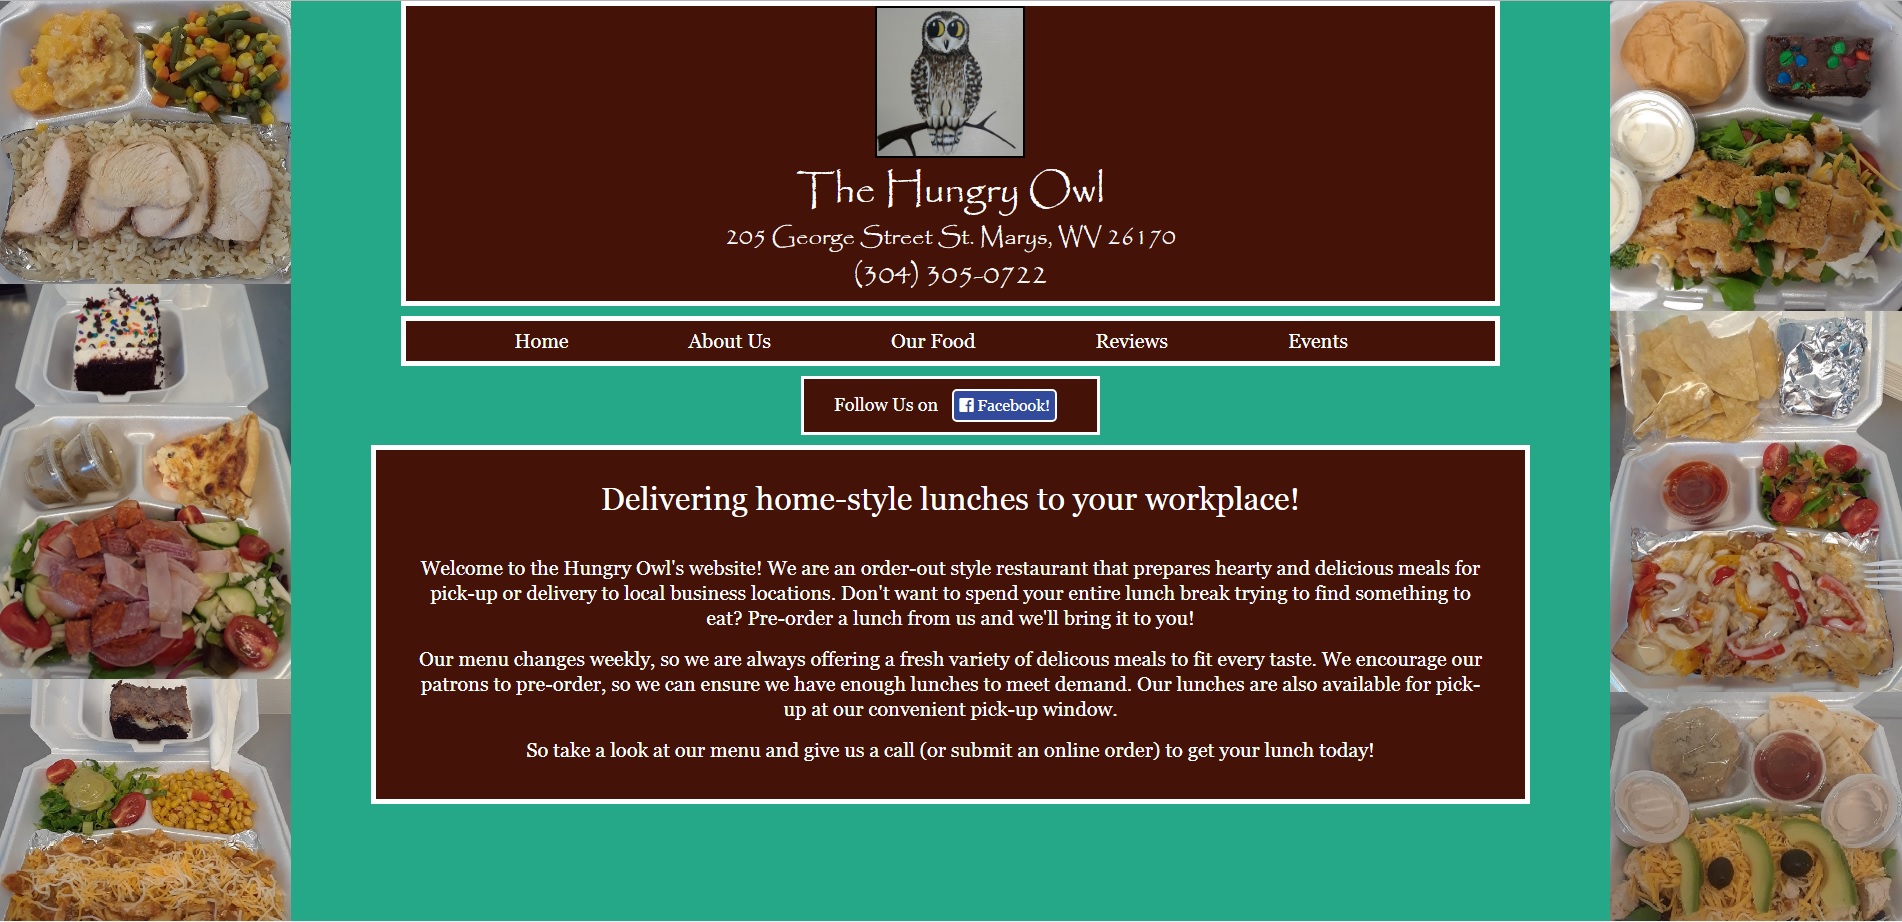 The Hungry Owl
205 George Street St. Marys, WV 26170
(304) 305-0722
Home About Us Our Food Reviews Events
Follow Us on Facebook!
Delivering home-style lunches to your workplace!
Welcome to the Hungry Owl's website! We are an order-out style restaurant that prepares hearty and delicious meals for
pick-up or delivery to local business locations. Don't want to spend your entire lunch break trying to find something to
eat? Pre-order a lunch from us and we'll bring it to you!
Our menu changes weekly, so we are always offering a fresh variety of delicous meals to fit every taste. We encourage our
patrons to pre-order, so we can ensure we have enough lunches to meet demand. Our lunches are also available for pick-
up at our convenient pick-up window.
So take a look at our menu and give us a call (or submit an online order) to get your lunch today!